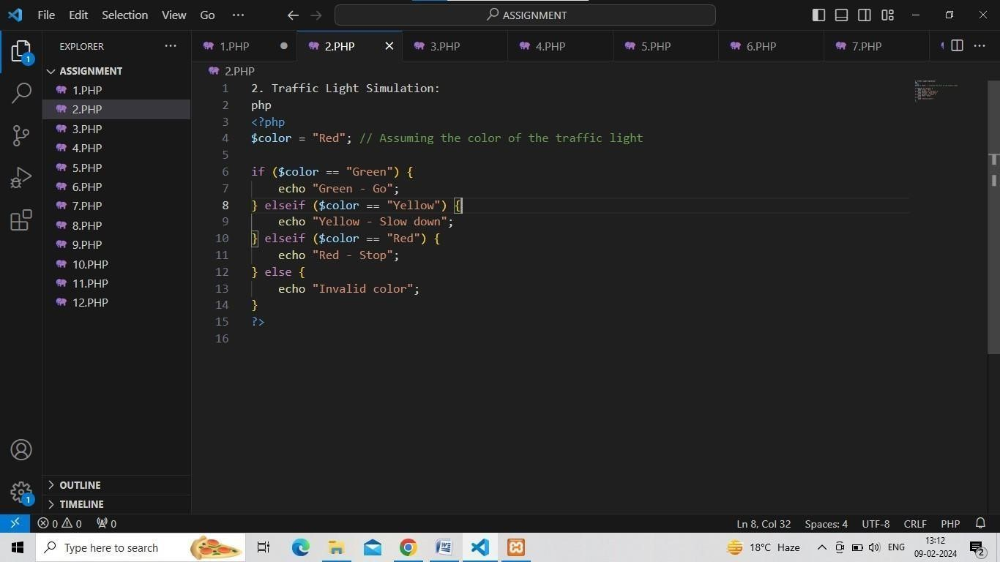 File Edit Selection View Go ··· ASSIGNMENT
EXPLORER ···
1.PHP 2.PHP 3.PHP 4.PHP 5.PHP 6.PHP 7.PHP ···
ASSIGNMENT
1.PHP
2.PHP
3.PHP
4.PHP
5.PHP
6.PHP
7.PHP
8.PHP
9.PHP
10.PHP
11.PHP
12.PHP
OUTLINE
TIMELINE
1
1
2.PHP
1 2. Traffic Light Simulation:
2 php
3 <?php
4 $color = "Red"; // Assuming the color of the traffic light
5
6 if ($color == "Green") {
7 echo "Green - Go";
8 } elseif ($color == "Yellow") {
9 echo "Yellow - Slow down";
10 } elseif ($color == "Red") {
11 echo "Red - Stop";
12 } else {
13 echo "Invalid color";
14 }
15 ?>
16
0 0 0 Ln 8, Col 32 Spaces: 4 UTF-8 CRLF PHP
Type here to search 18°C Haze ENG 13:12
09-02-2024
2